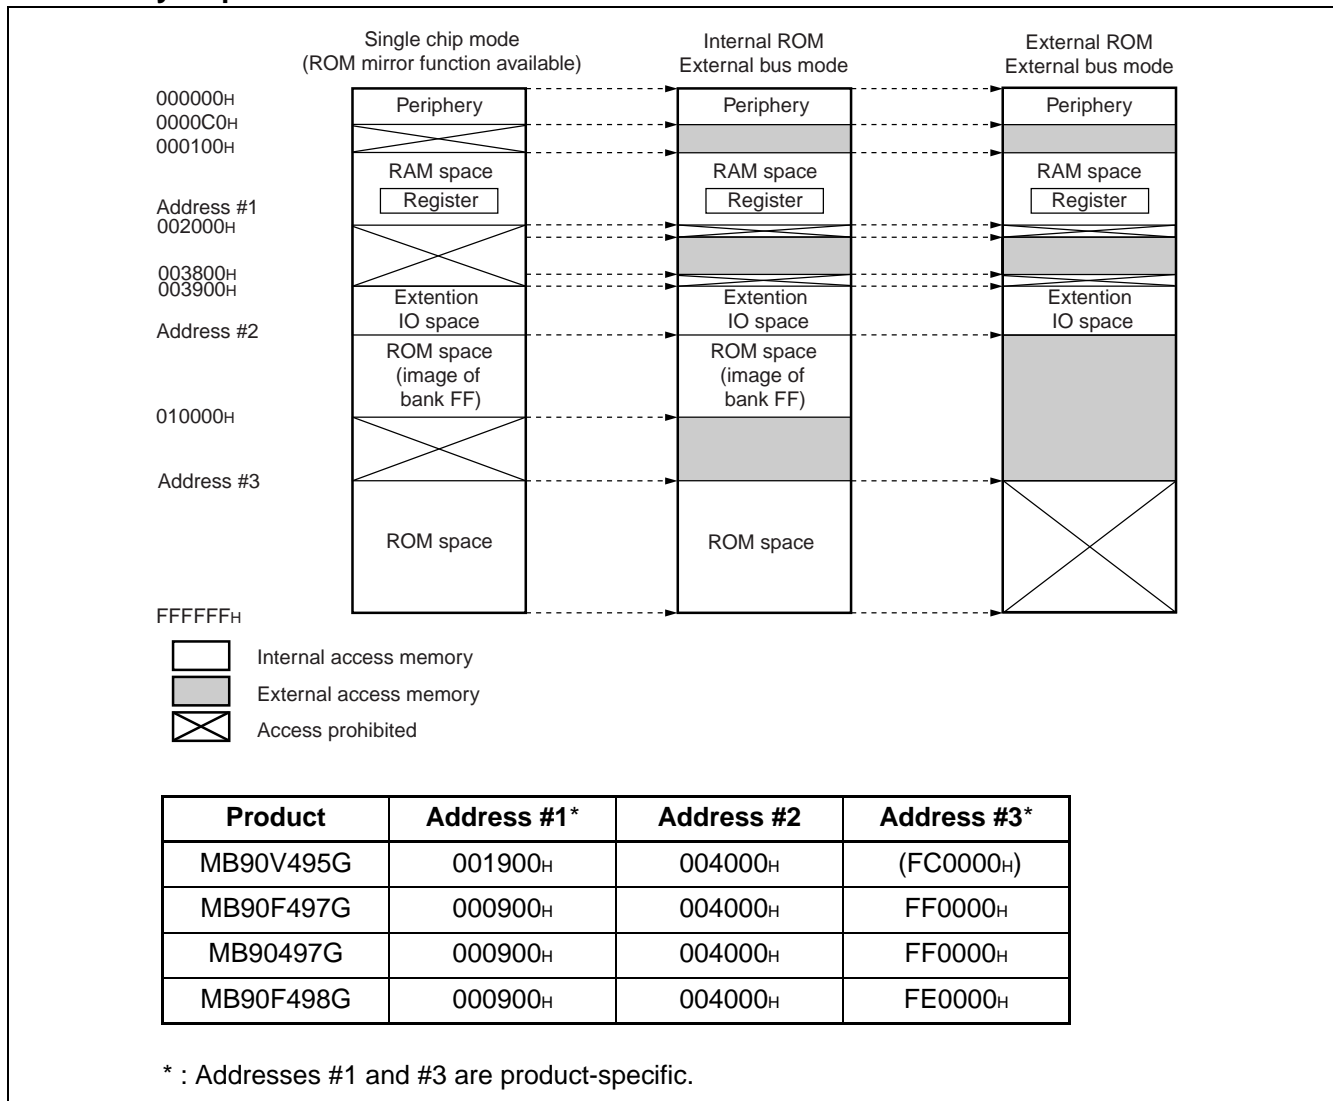 Single chip mode
(ROM mirror function available)
Internal ROM
External bus mode
External ROM
External bus mode
000000H
0000C0H
000100H
Address #1
002000H
003800H
003900H
Address #2
010000H
Address #3
FFFFFFH
Periphery
RAM space
Register
Extention
IO space
ROM space
(image of
bank FF)
ROM space
Periphery
RAM space
Register
Extention
IO space
ROM space
(image of
bank FF)
ROM space
Periphery
RAM space
Register
Extention
IO space
Internal access memory
External access memory
Access prohibited
Product Address #1* Address #2 Address #3*
MB90V495G 001900H 004000H (FC0000H)
MB90F497G 000900H 004000H FF0000H
MB90497G 000900H 004000H FF0000H
MB90F498G 000900H 004000H FE0000H
* : Addresses #1 and #3 are product-specific.